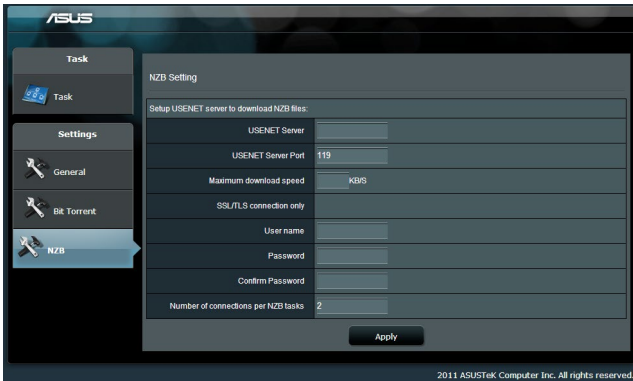 ASUS
Task
Task
Settings
General
Bit Torrent
NZB
NZB Setting
Setup USENET server to download NZB files:
USENET Server
USENET Server Port 119
Maximum download speed KB/S
SSL/TLS connection only
User name
Password
Confirm Password
Number of connections per NZB tasks 2
Apply
2011 ASUSTeK Computer Inc. All rights reserved.